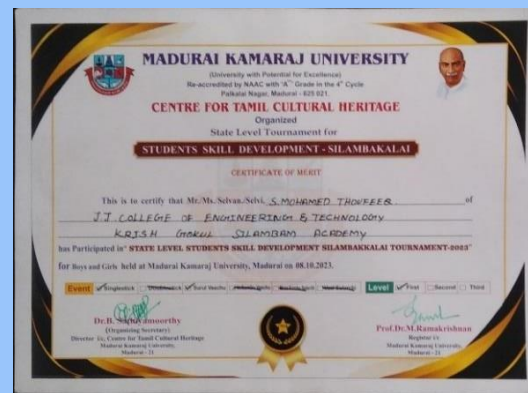 MADURAI KAMARAJ UNIVERSITY
(University with Potential for Excellence)
Re-accredited by NAAC with 'A++' Grade in the 4th Cycle
Palkalai Nagar, Madurai - 625 021.
CENTRE FOR TAMIL CULTURAL HERITAGE
Organized
State Level Tournament for
STUDENTS SKILL DEVELOPMENT - SILAMBAKALAI
CERTIFICATE OF MERIT
This is to certify that Mr./Ms. Selvan./Selvi. S. MOHAMED THOUFEEQ of
J.J. COLLEGE OF ENGINEERING & TECHNOLOGY
KRISH GOKUL SILAMBAM ACADEMY
has Participated in" STATE LEVEL STUDENTS SKILL DEVELOPMENT SILAMBAKKALAI TOURNAMENT-2023"
for Boys and Girls held at Madurai Kamaraj University, Madurai on 08.10.2023.
Event Singlestick Sural Veechu Level First Second Third
(Organizing Secretary)
Director i/c, Centre for Tamil Cultural Heritage
Madurai Kamaraj University,
Madurai - 21
Prof.Dr.M.Ramakrishnan
Registrar i/c
Madurai Kamaraj University,
Madurai - 21